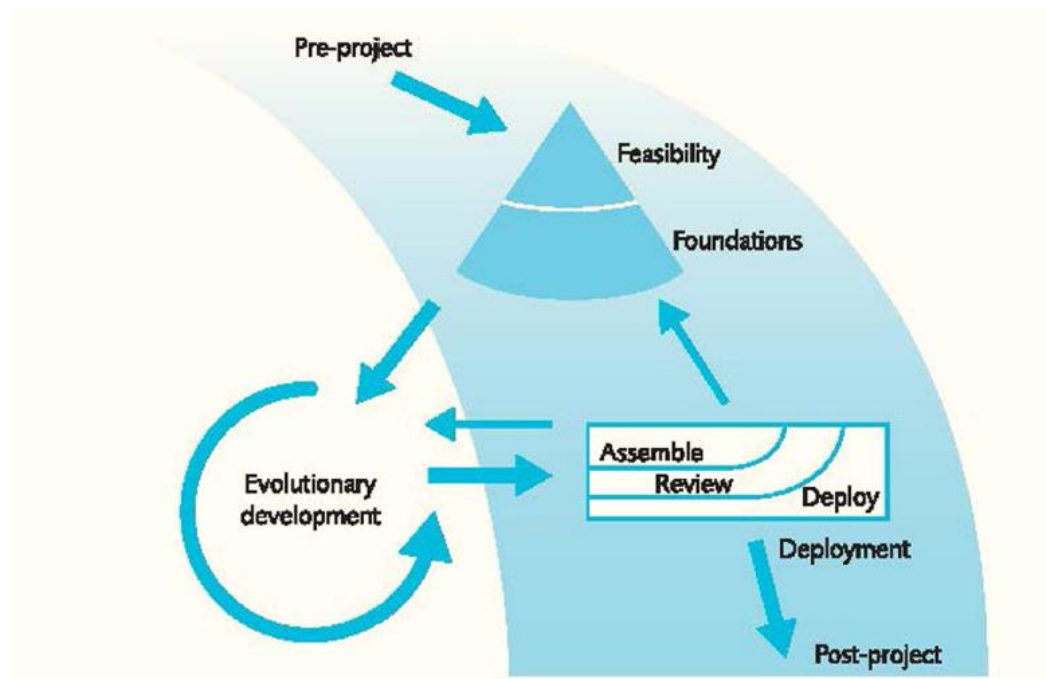 Pre-project
Feasibility
Foundations
Evolutionary
development
Assemble
Review
Deploy
Deployment
Post-project